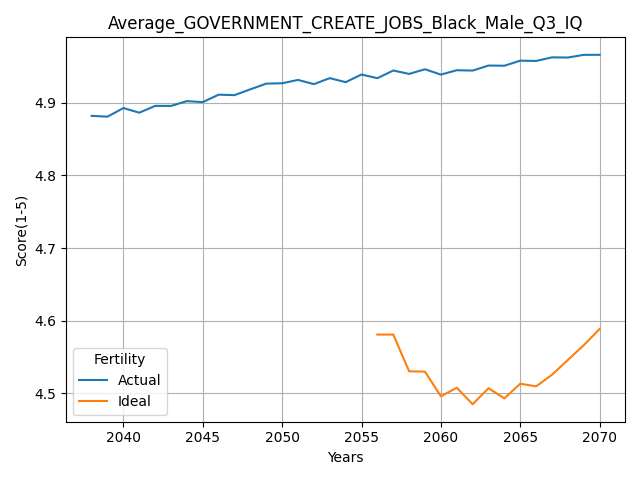 Average_GOVERNMENT_CREATE_JOBS_Black_Male_Q3_IQ
Score(1-5)
4.9
4.8
4.7
4.6
4.5
Fertility
Actual
Ideal
2040
2045
2050
2055
2060
2065
2070
Years